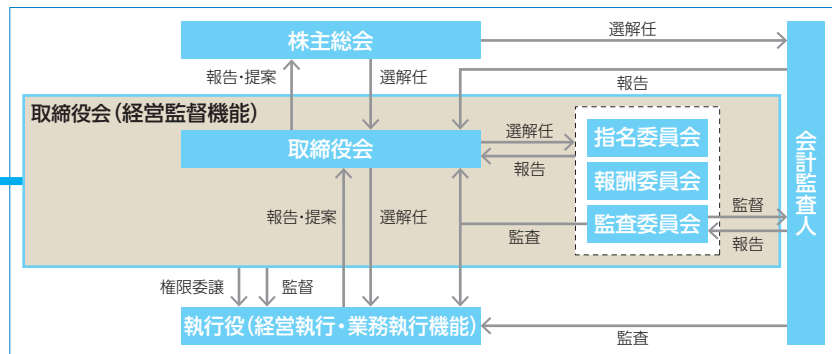 株主総会
選解任
報告・提案
選解任
報告
取締役会（経営監督機能）
取締役会
選解任
報告
指名委員会
報酬委員会
監査委員会
会計監査人
報告・提案
選解任
監査
監督
報告
権限委譲
監督
執行役（経営執行・業務執行機能）
監査